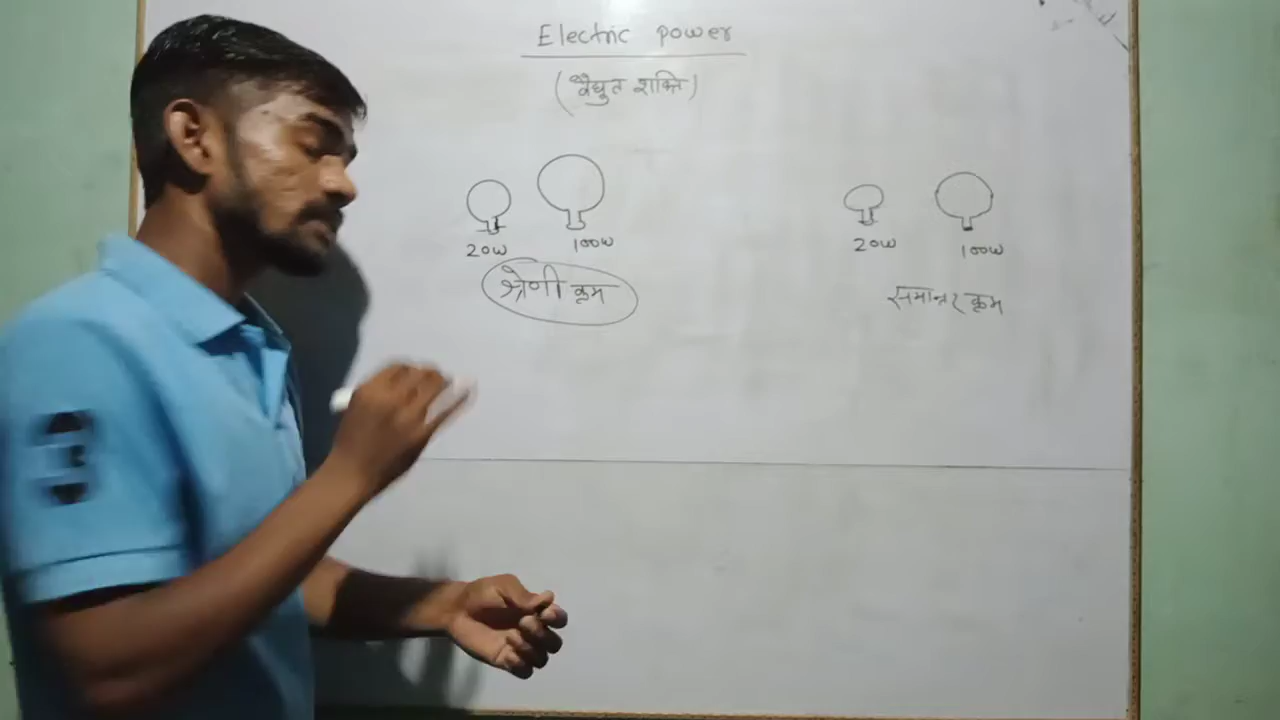 Electric power
(वैधुत शक्ति)
20W 100W
श्रेणी क्रम
20W 100W
समान्तर क्रम